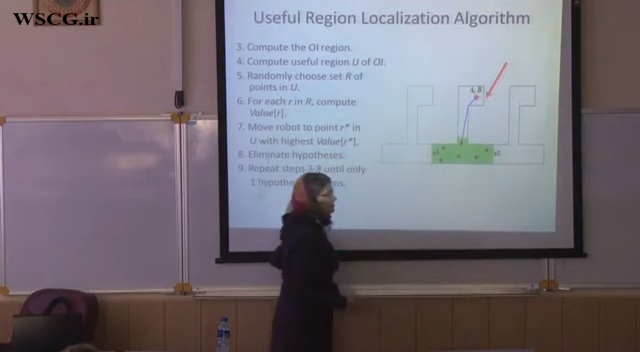 WSCG.ir
Useful Region Localization Algorithm
3. Compute the OI region.
4. Compute useful region U of OI.
5. Randomly choose set R of
points in U.
6. For each r in R, compute
Value[r].
7. Move robot to point r* in
U with highest Value[r*].
8. Eliminate hypotheses.
9. Repeat steps 3-8 until only
1
A, B
e2